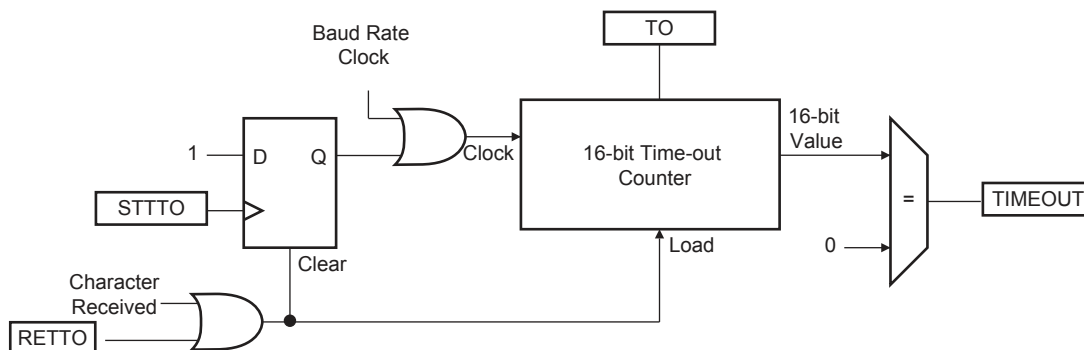 Baud Rate
Clock
TO
1
D
Q
Clock
16-bit Time-out
Counter
16-bit
Value
=
TIMEOUT
STTTO
Clear
Load
0
Character
Received
RETTO